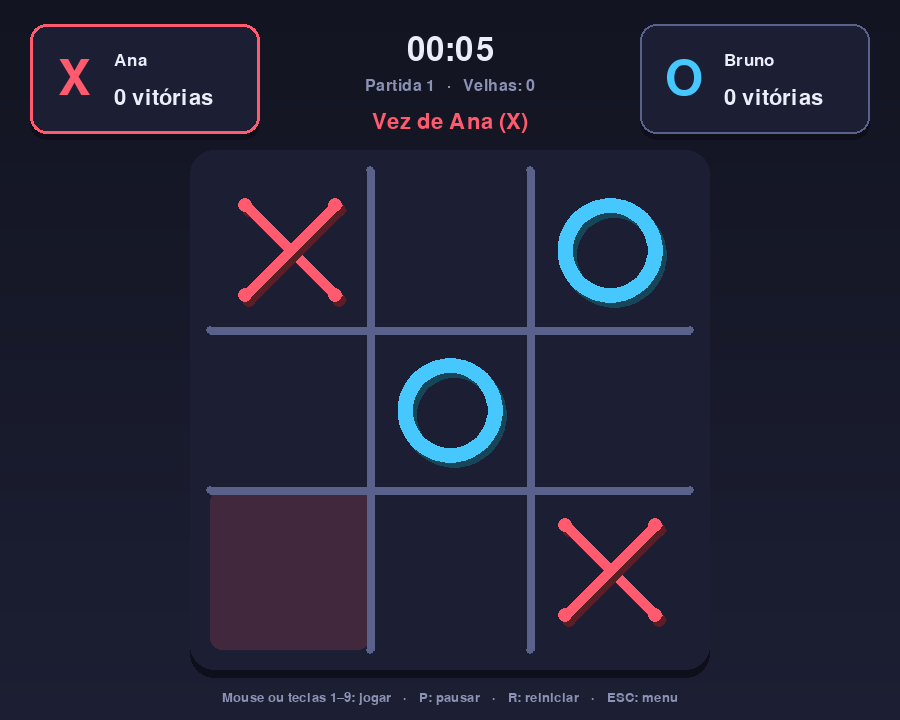 X
Ana
0 vitórias
00:05
Partida 1 · Velhas: 0
Vez de Ana (X)
O
Bruno
0 vitórias
Mouse ou teclas 1–9: jogar · P: pausar · R: reiniciar · ESC: menu